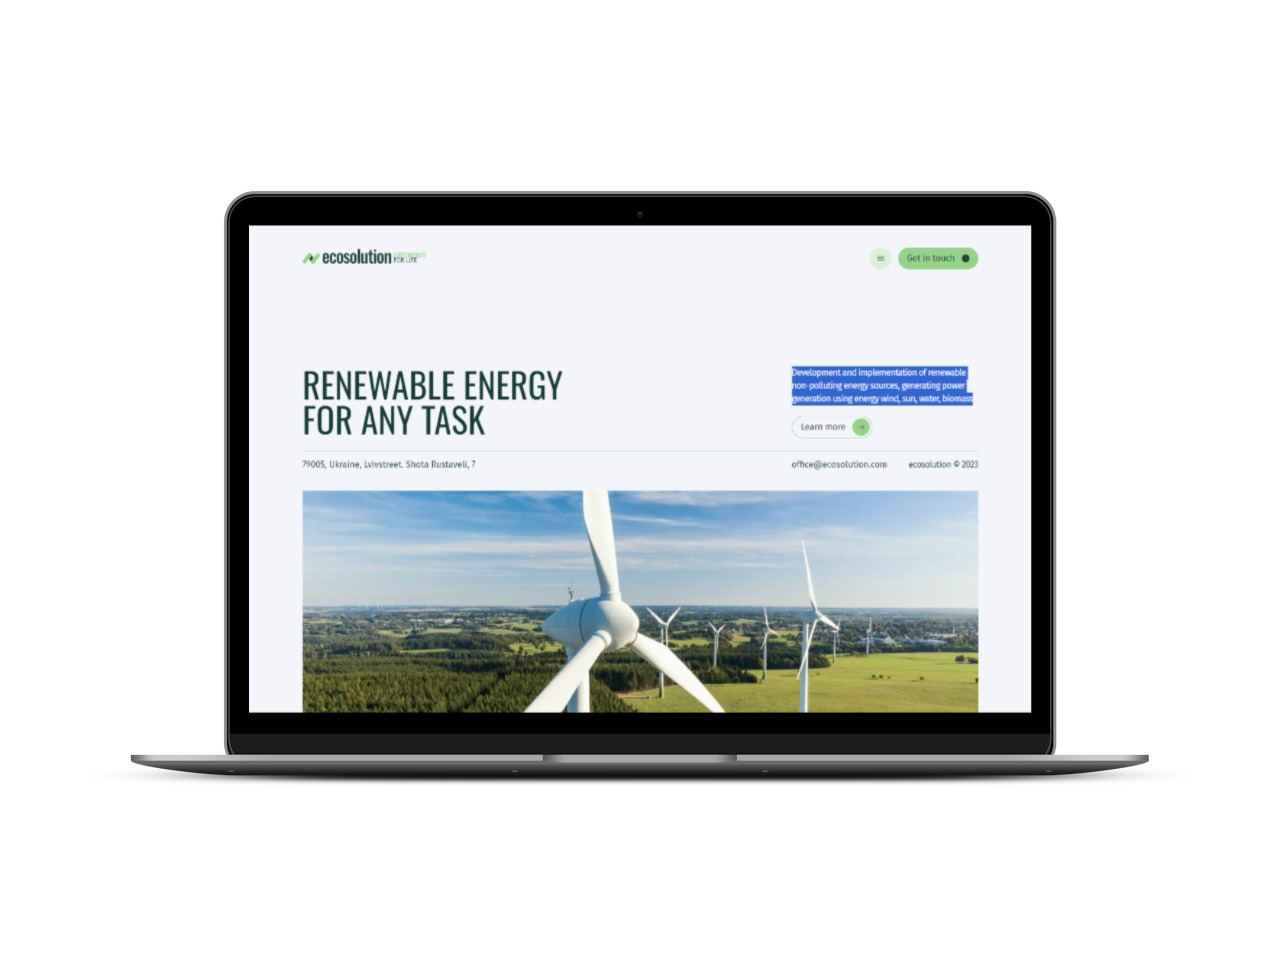 ecosolution
GREENERGY
FOR LIFE
Get in touch
RENEWABLE ENERGY
FOR ANY TASK
Development and implementation of renewable
non-polluting energy sources, generating power
generation using energy wind, sun, water, biomass
Learn more
79005, Ukraine, Lvivstreet. Shota Rustaveli, 7
office@ecosolution.com
ecosolution © 2023